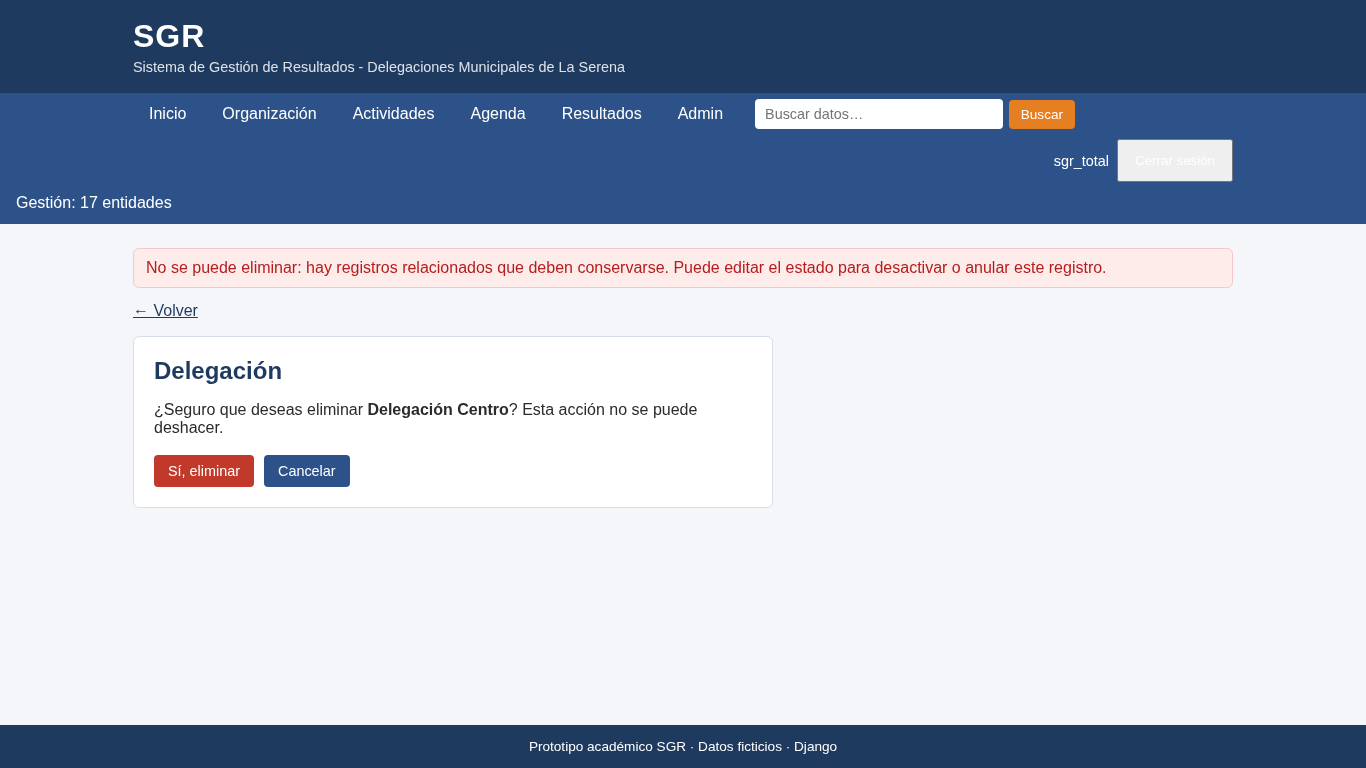 SGR
Sistema de Gestión de Resultados - Delegaciones Municipales de La Serena
Inicio Organización Actividades Agenda Resultados Admin Buscar datos… Buscar
sgr_total Cerrar sesión
Gestión: 17 entidades
No se puede eliminar: hay registros relacionados que deben conservarse. Puede editar el estado para desactivar o anular este registro.
← Volver
Delegación
¿Seguro que deseas eliminar Delegación Centro? Esta acción no se puede
deshacer.
Sí, eliminar Cancelar
Prototipo académico SGR · Datos ficticios · Django